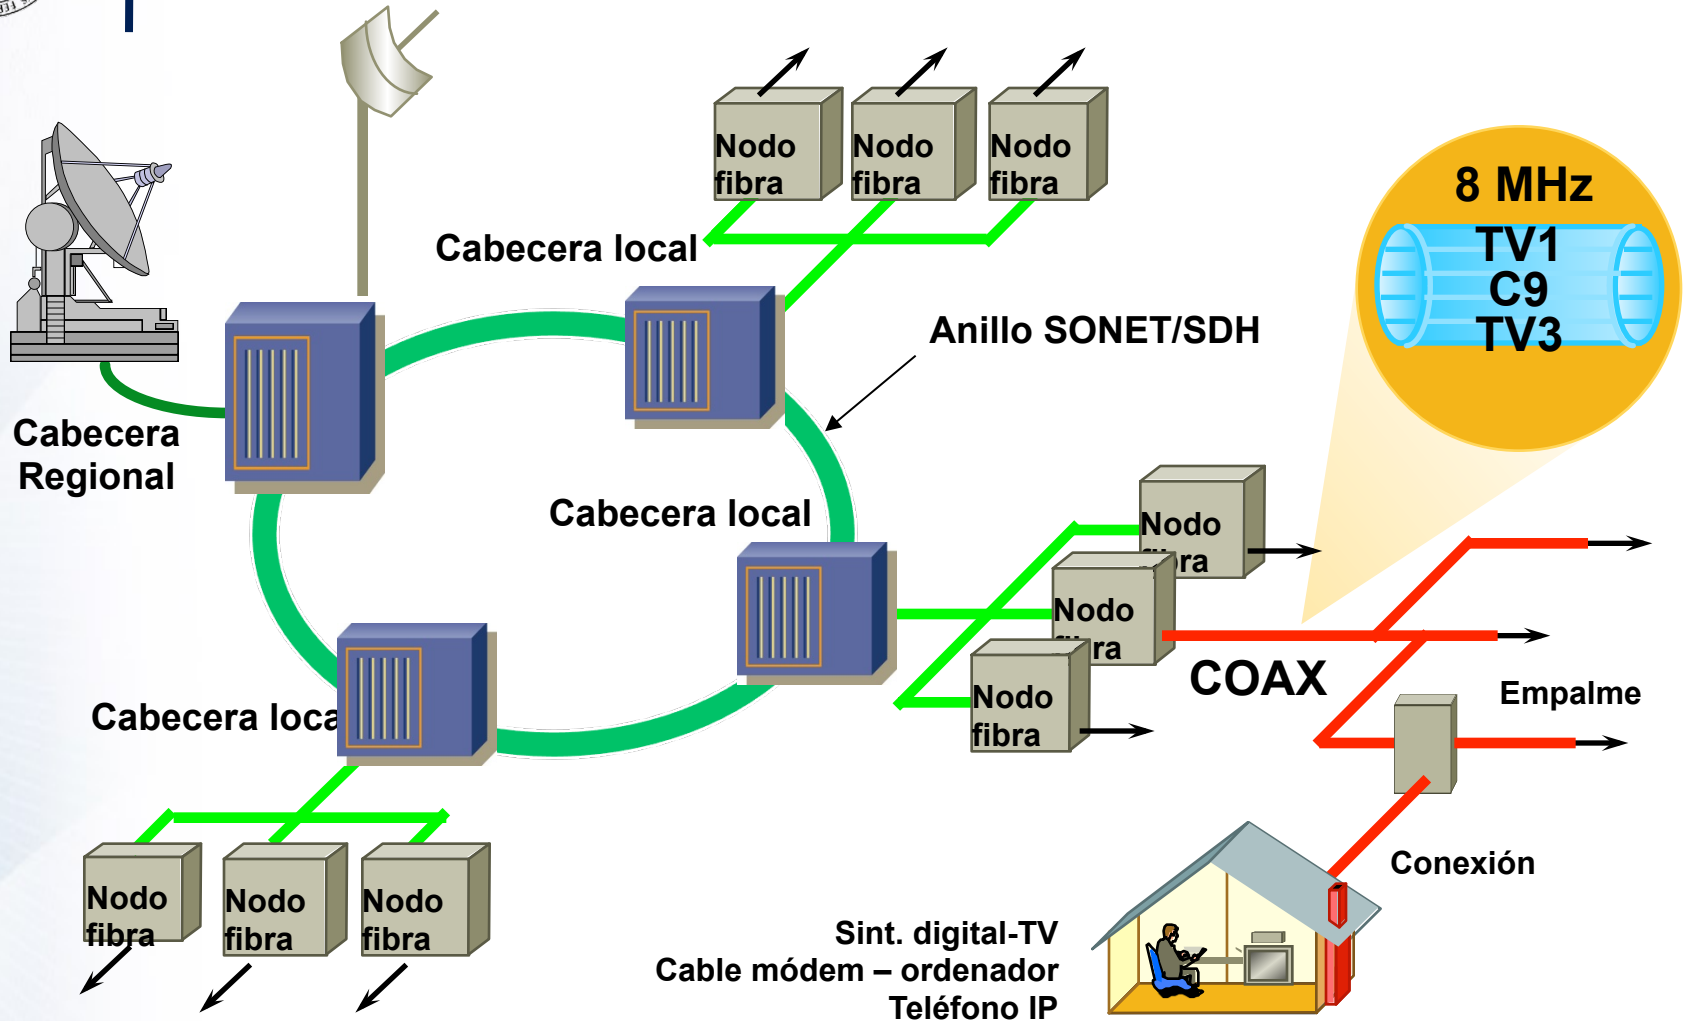 Nodo
fibra
Nodo
fibra
Nodo
fibra
8 MHz
TV1
C9
TV3
Cabecera local
Anillo SONET/SDH
Cabecera
Regional
Cabecera local
Nodo
fibra
Nodo
fibra
Nodo
fibra
COAX
Empalme
Cabecera loca
Nodo
fibra
Nodo
fibra
Nodo
fibra
Conexión
Sint. digital-TV
Cable módem – ordenador
Teléfono IP